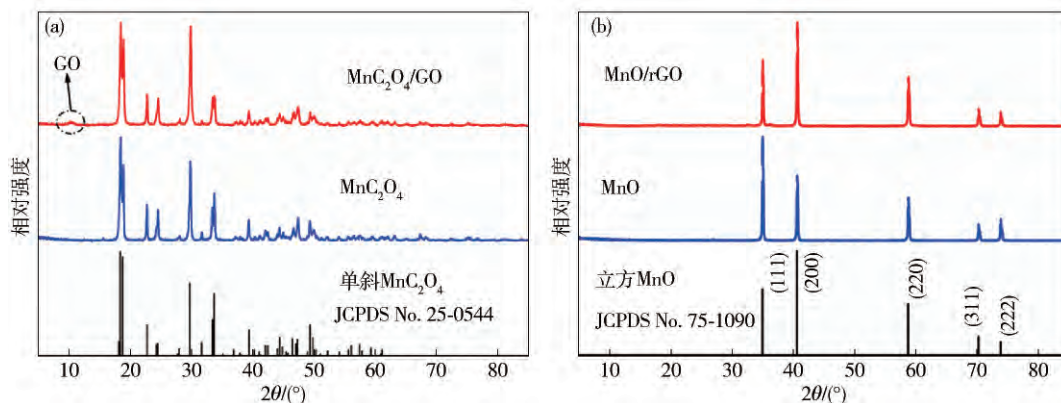 (a)
GO
MnC₂O₄/GO
MnC₂O₄
单斜MnC₂O₄
JCPDS No. 25-0544
相对强度
10 20 30 40 50 60 70 80
2θ/(°)
(b)
MnO/rGO
MnO
立方MnO
JCPDS No. 75-1090
(111)
(200)
(220)
(311)
(222)
相对强度
10 20 30 40 50 60 70 80
2θ/(°)